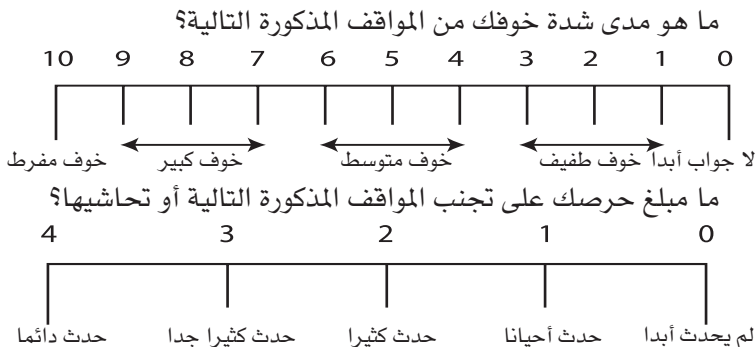 ما هو مدى شدة خوفك من المواقف المذكورة التالية؟
0 1 2 3 4 5 6 7 8 9 10
لا جواب أبدا خوف طفيف خوف متوسط خوف كبير خوف مفرط
ما مبلغ حرصك على تجنب المواقف المذكورة التالية أو تحاشيها؟
0 1 2 3 4
لم يحدث أبدا حدث أحيانا حدث كثيرا حدث كثيرا جدا حدث دائما